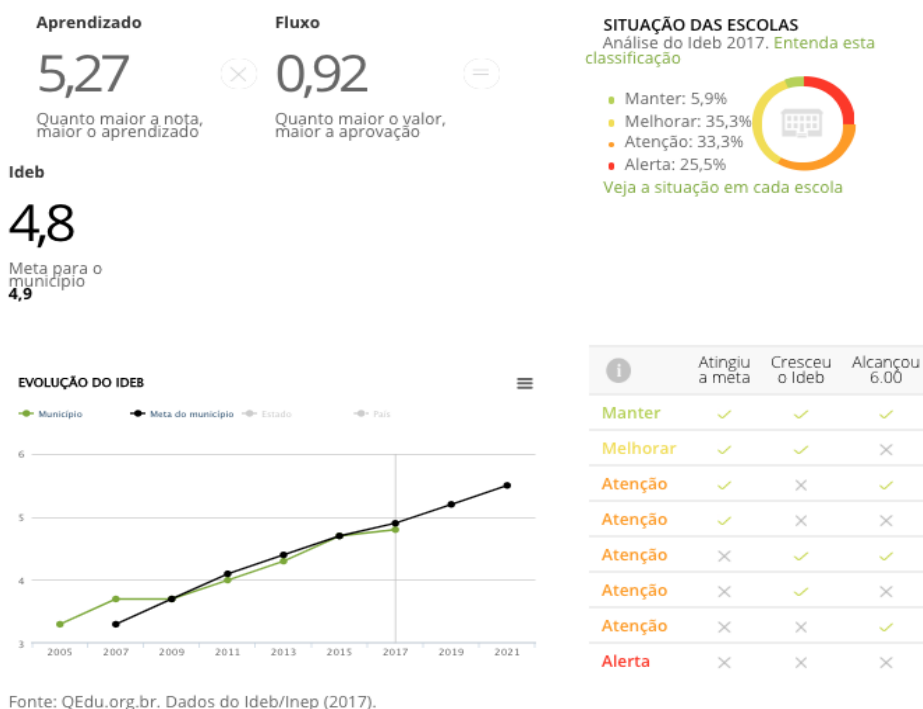 Aprendizado
5,27
Quanto maior a nota,
maior o aprendizado
Fluxo
0,92
Quanto maior o valor,
maior a aprovação
Ideb
4,8
Meta para o
município
4,9
SITUAÇÃO DAS ESCOLAS
Análise do Ideb 2017. Entenda esta
classificação
Manter: 5,9%
Melhorar: 35,3%
Atenção: 33,3%
Alerta: 25,5%
Veja a situação em cada escola
EVOLUÇÃO DO IDEB
Município Meta do município Estado País
6
5
4
3
2005 2007 2009 2011 2013 2015 2017 2019 2021
i Atingiu a meta Cresceu o Ideb Alcançou 6.00
Manter
Melhorar
Atenção
Atenção
Atenção
Atenção
Atenção
Alerta
Fonte: QEdu.org.br. Dados do Ideb/Inep (2017).